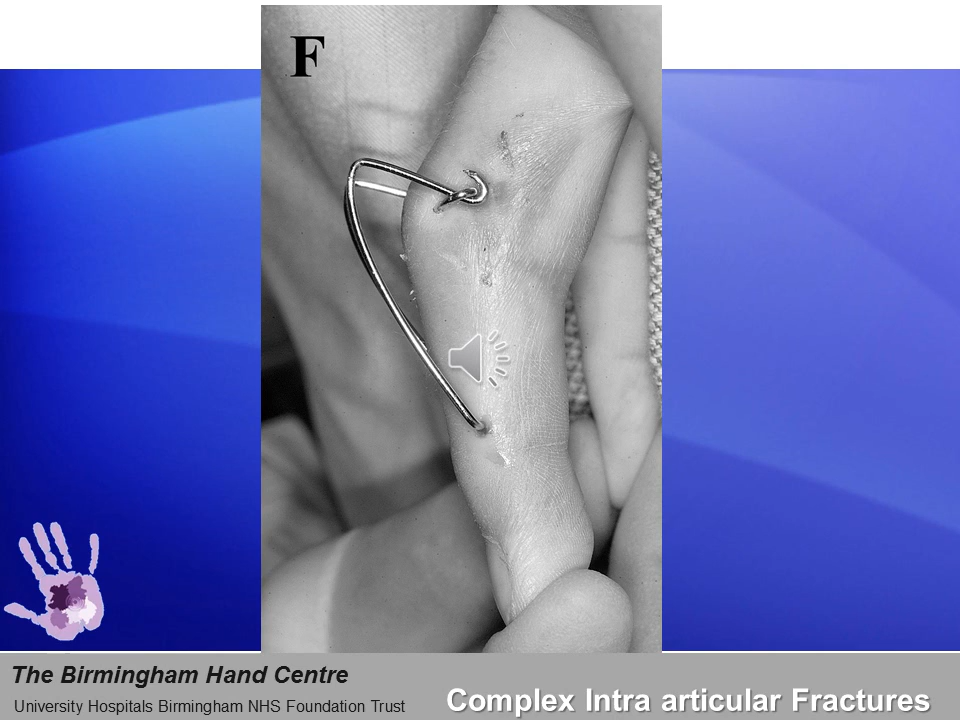 F
The Birmingham Hand Centre
University Hospitals Birmingham NHS Foundation Trust
Complex Intra articular Fractures